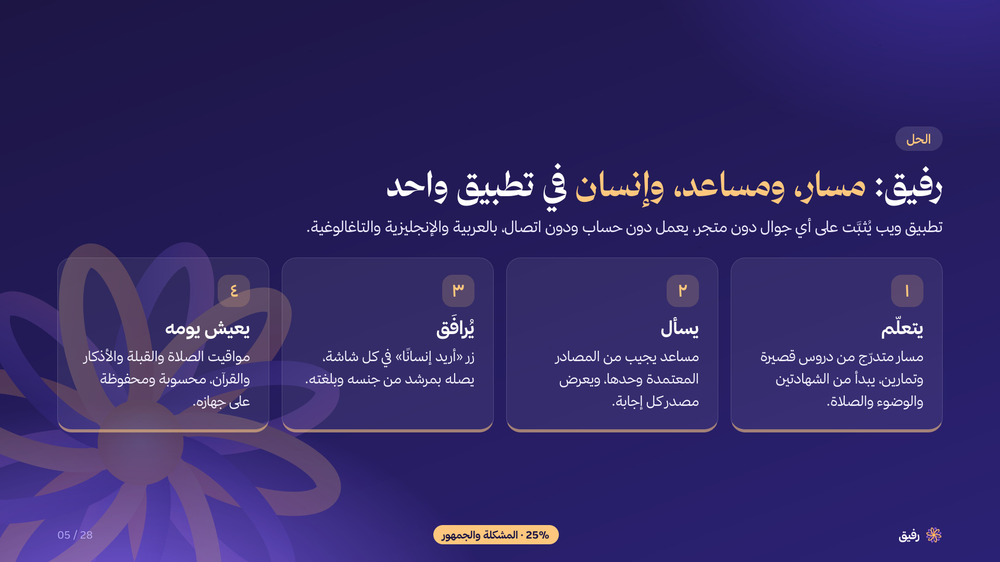 الحل
رفيق: مسار، ومساعد، وإنسان في تطبيق واحد
تطبيق ويب يُثبَّت على أي جوال دون متجر، يعمل دون حساب ودون اتصال، بالعربية والإنجليزية والتاغالوغية.
١
يتعلّم
مسار متدرّج من دروس قصيرة
وتمارين، يبدأ من الشهادتين
والوضوء والصلاة.
٢
يسأل
مساعد يجيب من المصادر
المعتمدة وحدها، ويعرض
مصدر كل إجابة.
٣
يُرافَق
زر «أريد إنسانًا» في كل شاشة،
يصله بمرشد من جنسه وبلغته.
٤
يعيش يومه
مواقيت الصلاة والقبلة والأذكار
والقرآن، محسوبة ومحفوظة
على جهازه.
رفيق
25% · المشكلة والجمهور
05 / 28